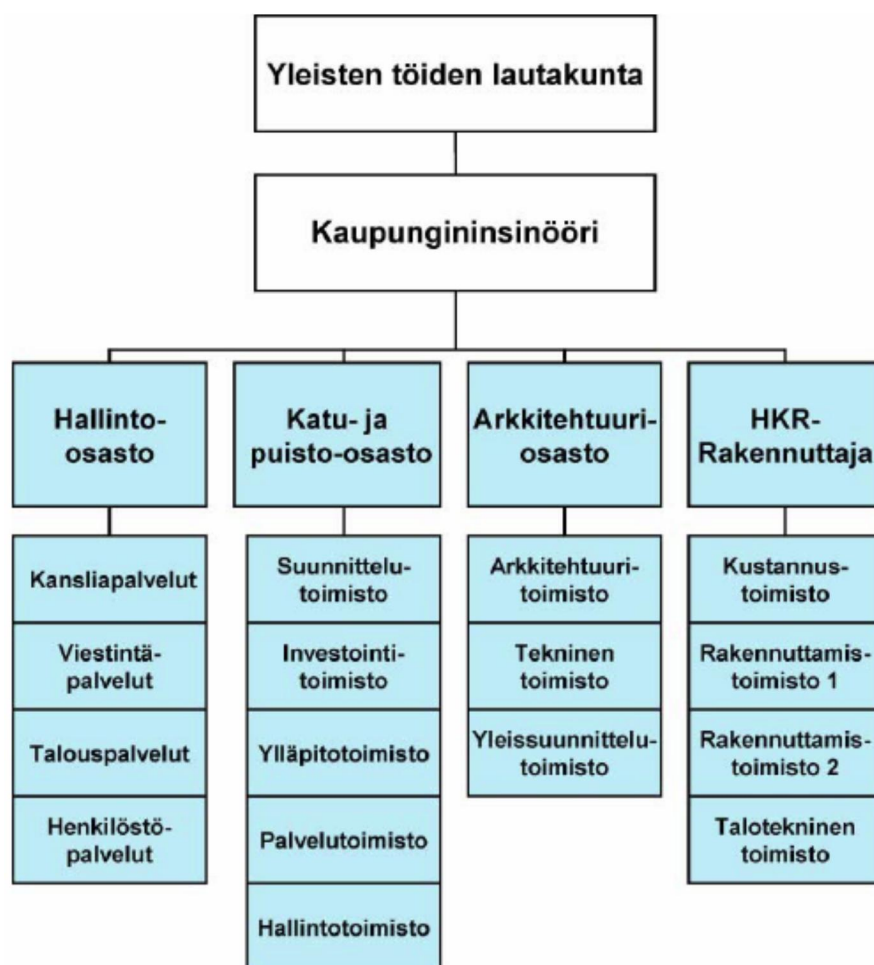 Yleisten töiden lautakunta
Kaupungininsinööri
Hallinto-
osasto
Katu- ja
puisto-osasto
Arkkitehtuuri-
osasto
HKR-
Rakennuttaja
Kansliapalvelut
Viestintä-
palvelut
Talouspalvelut
Henkilöstö-
palvelut
Suunnittelu-
toimisto
Investointi-
toimisto
Ylläpitotoimisto
Palvelutoimisto
Hallintotoimisto
Arkkitehtuuri-
toimisto
Tekninen
toimisto
Yleissuunnittelu-
toimisto
Kustannus-
toimisto
Rakennuttamis-
toimisto 1
Rakennuttamis-
toimisto 2
Talotekninen
toimisto